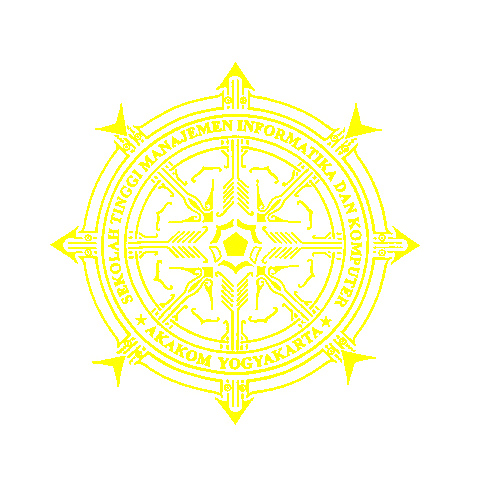 SEKOLAH TINGGI MANAJEMEN INFORMATIKA DAN KOMPUTER
AKAKOM YOGYAKARTA